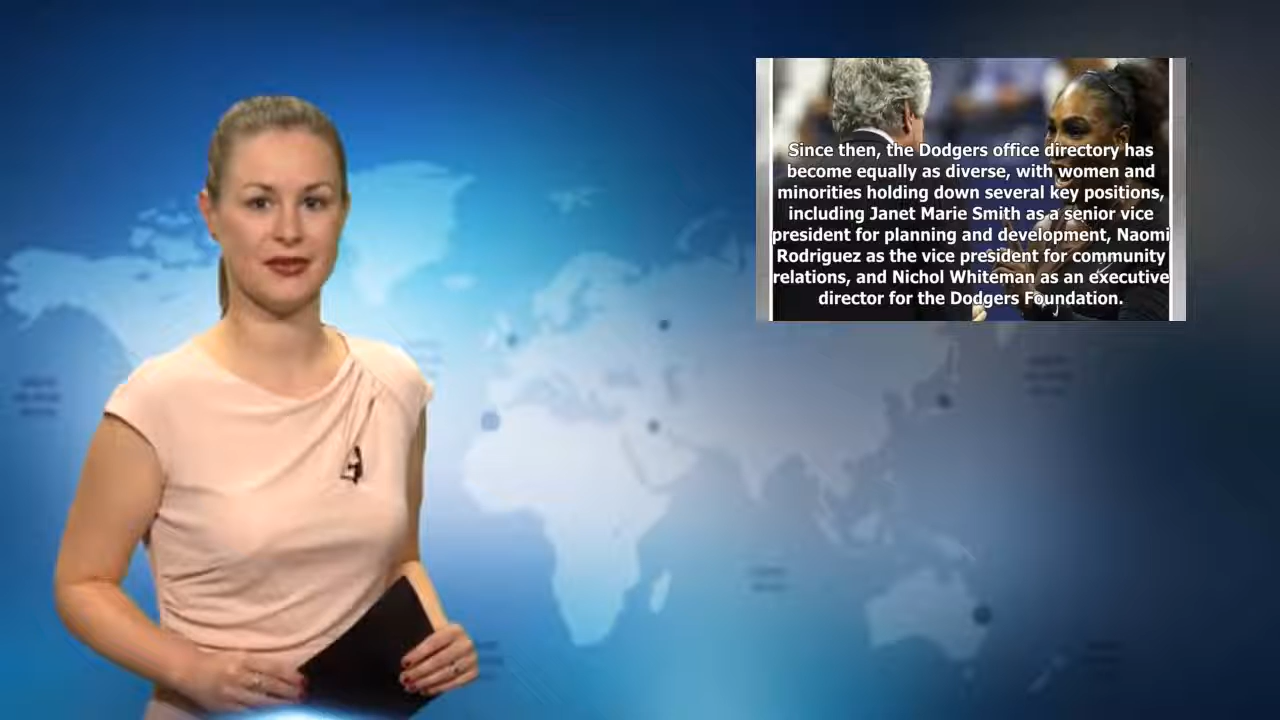 Since then, the Dodgers office directory has
become equally as diverse, with women and
minorities holding down several key positions,
including Janet Marie Smith as a senior vice
president for planning and development, Naomi
Rodriguez as the vice president for community
relations, and Nichol Whiteman as an executive
director for the Dodgers Foundation.